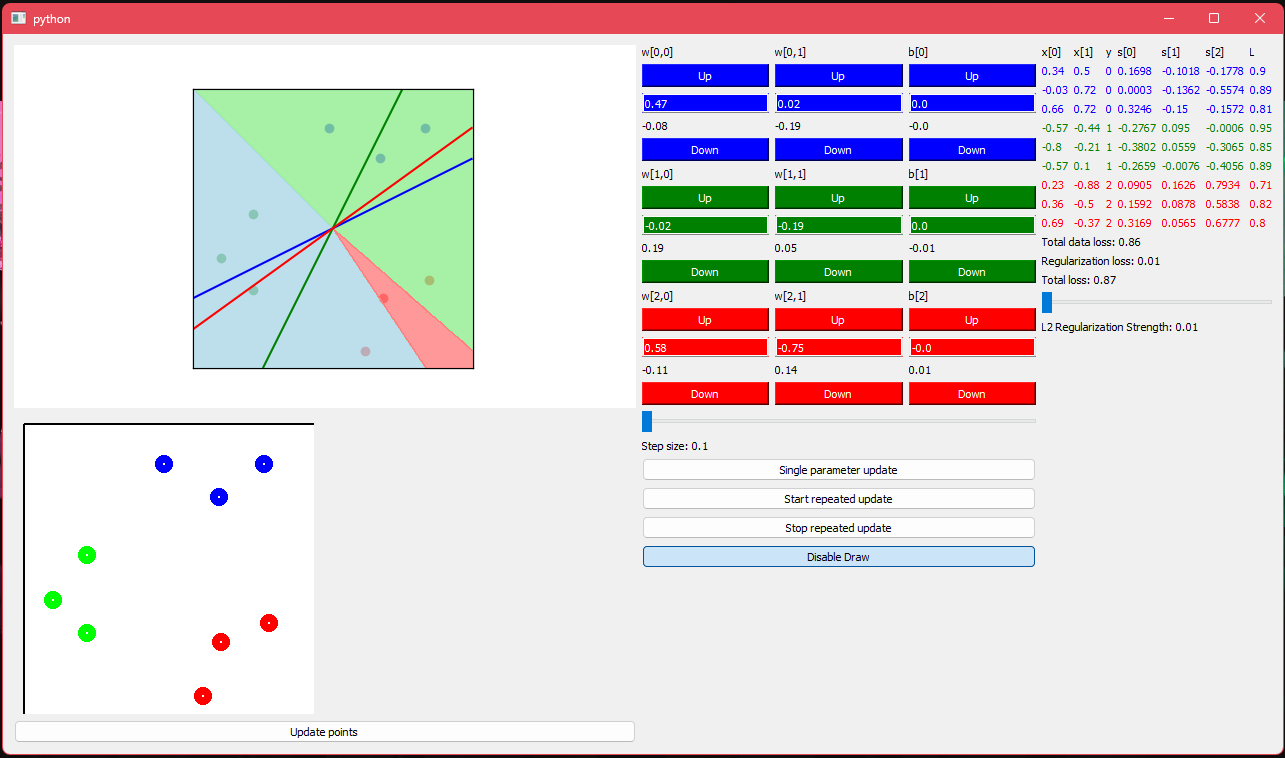 python
w[0,0] w[0,1] b[0]
Up Up Up
0.47 0.02 0.0
-0.08 -0.19 -0.0
Down Down Down
w[1,0] w[1,1] b[1]
Up Up Up
-0.02 -0.19 0.0
0.19 0.05 -0.01
Down Down Down
w[2,0] w[2,1] b[2]
Up Up Up
0.58 -0.75 -0.0
-0.11 0.14 0.01
Down Down Down
Step size: 0.1
Single parameter update
Start repeated update
Stop repeated update
Disable Draw
x[0] x[1] y s[0] s[1] s[2] L
0.34 0.5 0 0.1698 -0.1018 -0.1778 0.9
-0.03 0.72 0 0.0003 -0.1362 -0.5574 0.89
0.66 0.72 0 0.3246 -0.15 -0.1572 0.81
-0.57 -0.44 1 -0.2767 0.095 -0.0006 0.95
-0.8 -0.21 1 -0.3802 0.0559 -0.3065 0.85
-0.57 0.1 1 -0.2659 -0.0076 -0.4056 0.89
0.23 -0.88 2 0.0905 0.1626 0.7934 0.71
0.36 -0.5 2 0.1592 0.0878 0.5838 0.82
0.69 -0.37 2 0.3169 0.0565 0.6777 0.8
Total data loss: 0.86
Regularization loss: 0.01
Total loss: 0.87
L2 Regularization Strength: 0.01
Update points